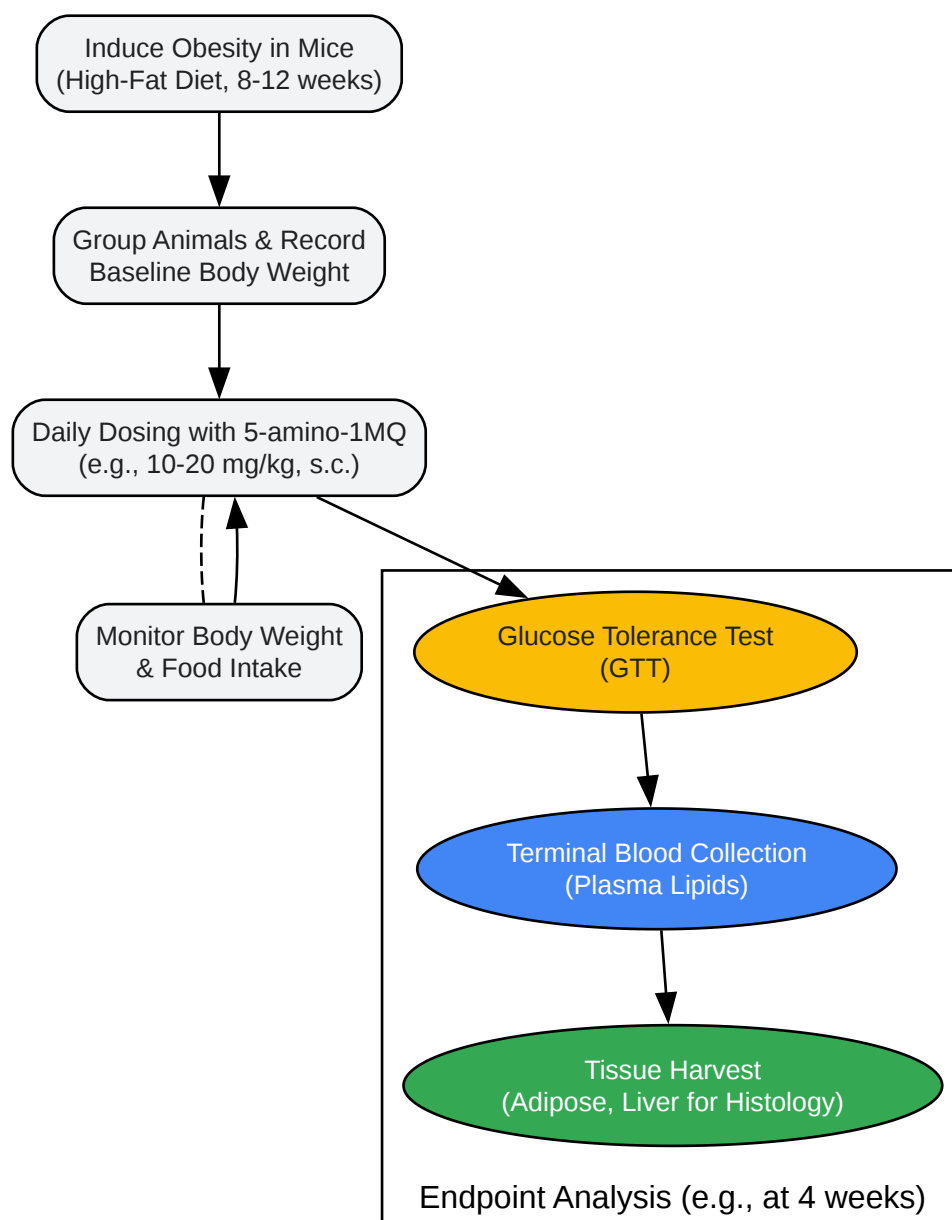 Induce Obesity in Mice
(High-Fat Diet, 8-12 weeks)
Group Animals & Record
Baseline Body Weight
Daily Dosing with 5-amino-1MQ
(e.g., 10-20 mg/kg, s.c.)
Monitor Body Weight
& Food Intake
Glucose Tolerance Test
(GTT)
Terminal Blood Collection
(Plasma Lipids)
Tissue Harvest
(Adipose, Liver for Histology)
Endpoint Analysis (e.g., at 4 weeks)